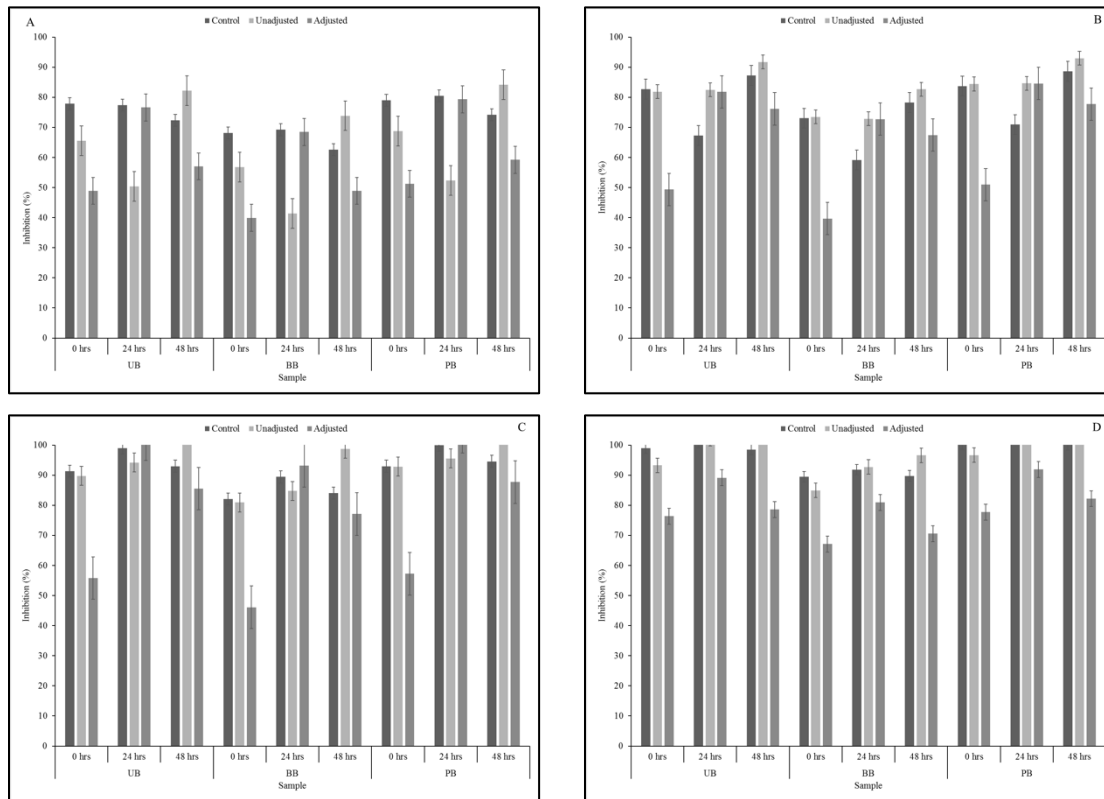 A
Control Unadjusted Adjusted
100
90
80
70
60
50
40
30
20
10
0
Inhibition (%)
0 hrs 24 hrs 48 hrs 0 hrs 24 hrs 48 hrs 0 hrs 24 hrs 48 hrs
UB BB PB
Sample
Control Unadjusted Adjusted B
100
90
80
70
60
50
40
30
20
10
0
Inhibition (%)
0 hrs 24 hrs 48 hrs 0 hrs 24 hrs 48 hrs 0 hrs 24 hrs 48 hrs
UB BB PB
Sample
Control Unadjusted Adjusted C
100
90
80
70
60
50
40
30
20
10
0
Inhibition (%)
0 hrs 24 hrs 48 hrs 0 hrs 24 hrs 48 hrs 0 hrs 24 hrs 48 hrs
UB BB PB
Sample
Control Unadjusted Adjusted D
100
90
80
70
60
50
40
30
20
10
0
Inhibition (%)
0 hrs 24 hrs 48 hrs 0 hrs 24 hrs 48 hrs 0 hrs 24 hrs 48 hrs
UB BB PB
Sample